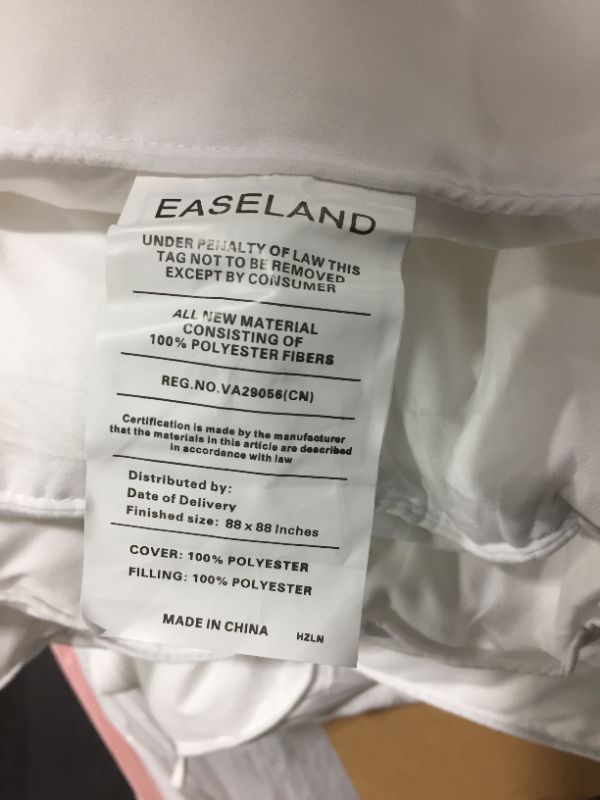 EASELAND
UNDER PENALTY OF LAW THIS
TAG NOT TO BE REMOVED
EXCEPT BY CONSUMER
ALL NEW MATERIAL
CONSISTING OF
100% POLYESTER FIBERS
REG.NO.VA29056(CN)
Certification is made by the manufacturer
that the materials in this article are described
in accordance with law
Distributed by:
Date of Delivery
Finished size: 88 x 88 Inches
COVER: 100% POLYESTER
FILLING: 100% POLYESTER
MADE IN CHINA HZLN